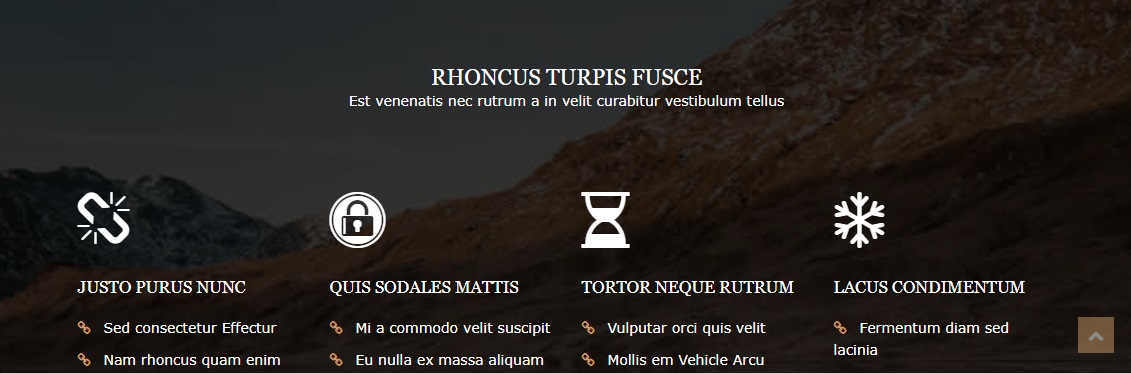 RHONCUS TURPIS FUSCE
Est venenatis nec rutrum a in velit curabitur vestibulum tellus
JUSTO PURUS NUNC
Sed consectetur Effectur
Nam rhoncus quam enim
QUIS SODALES MATTIS
Mi a commodo velit suscipit
Eu nulla ex massa aliquam
TORTOR NEQUE RUTRUM
Vulputar orci quis velit
Mollis em Vehicle Arcu
LACUS CONDIMENTUM
Fermentum diam sed
lacinia